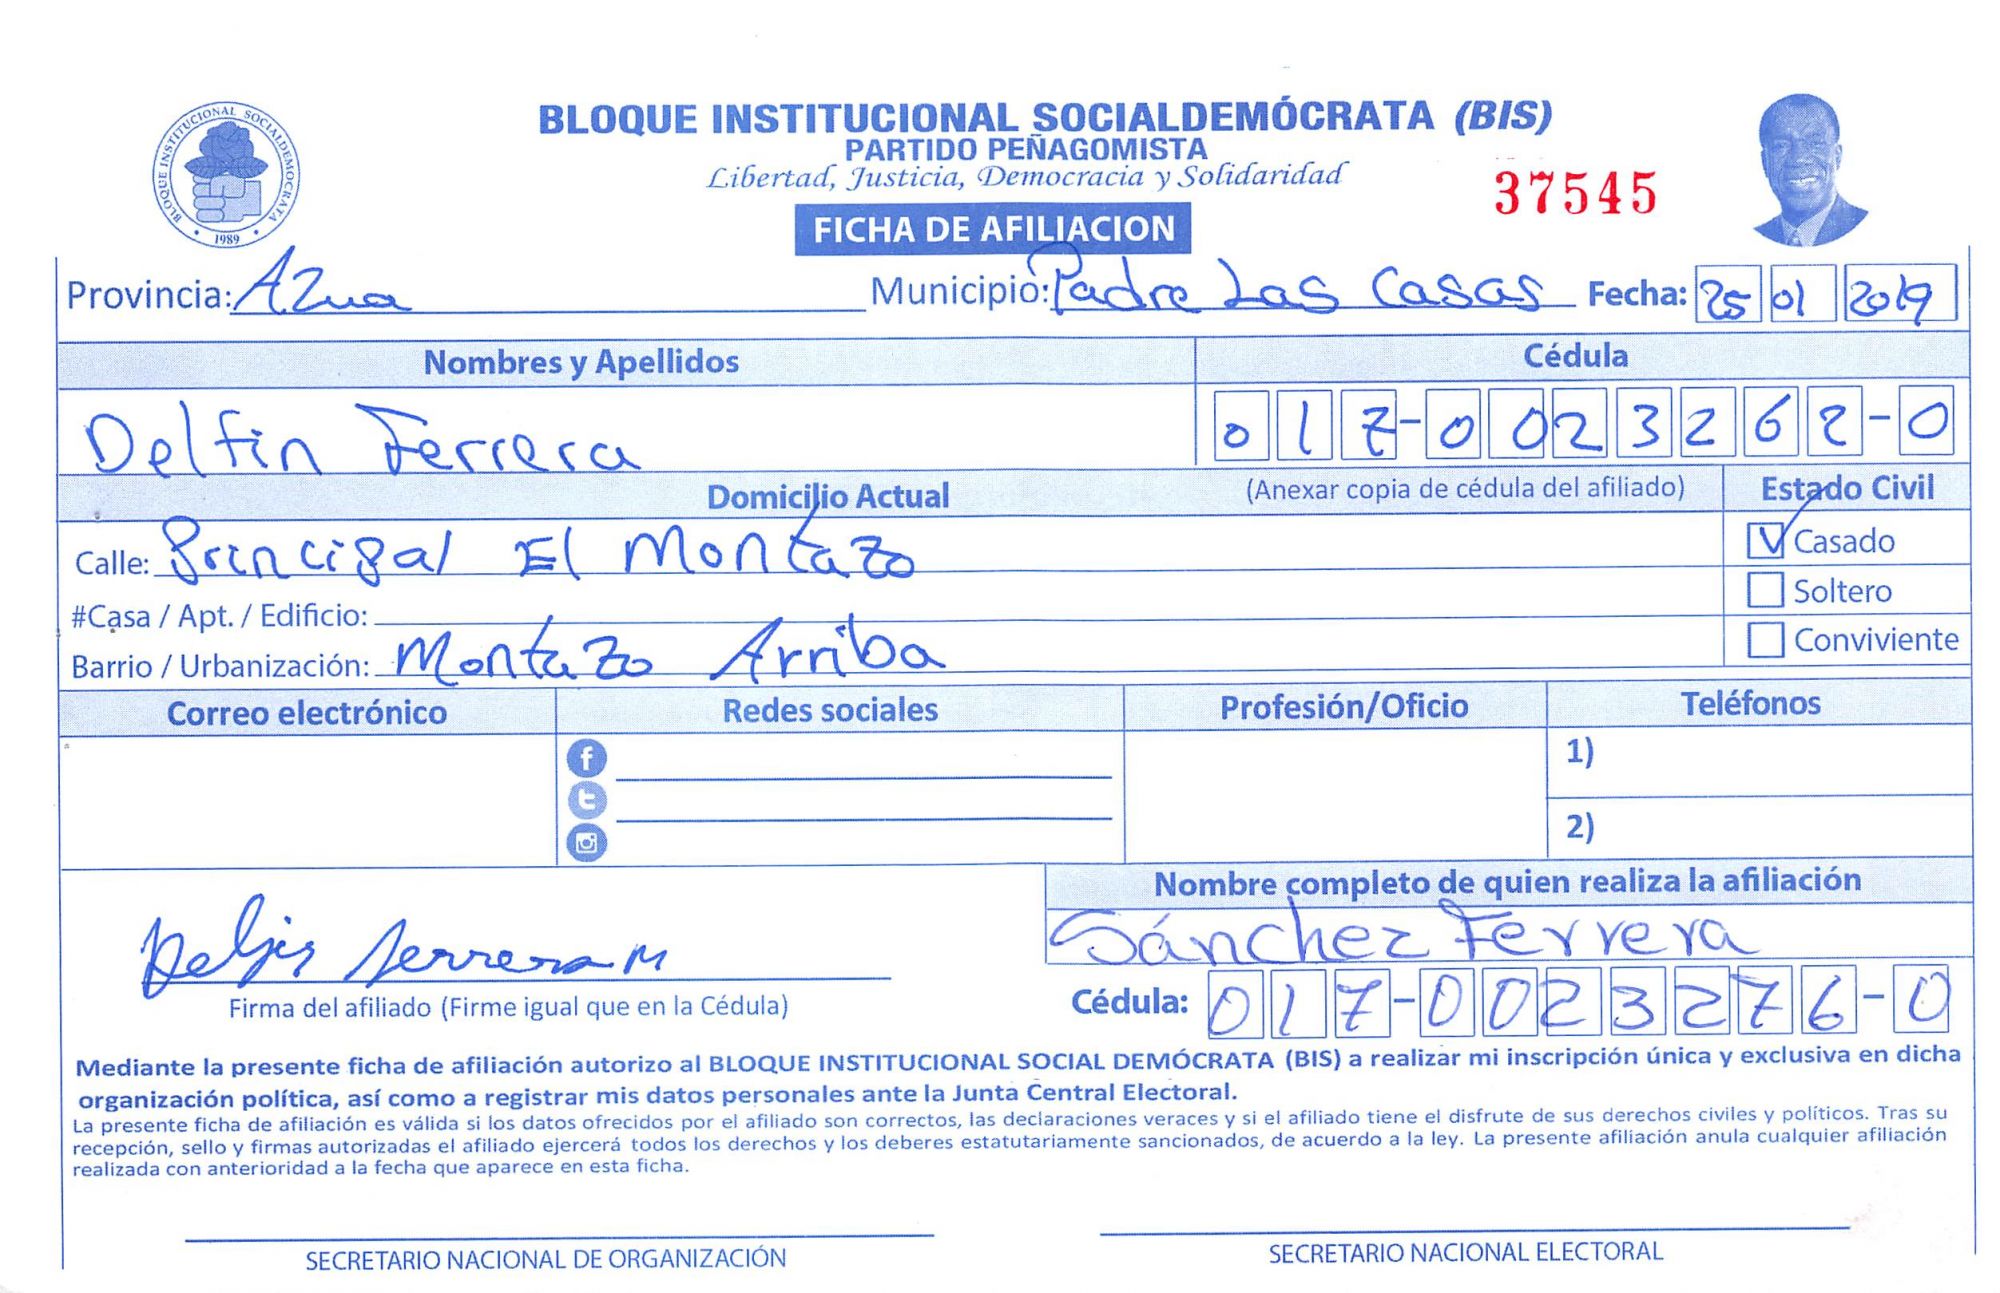 BLOQUE INSTITUCIONAL SOCIALDEMOCRATA
1989
BLOQUE INSTITUCIONAL SOCIALDEMÓCRATA (BIS)
PARTIDO PEÑAGOMISTA
Libertad, Justicia, Democracia y Solidaridad
37545
FICHA DE AFILIACION
Provincia: Azua Municipio: Padre Las Casas Fecha: 25 01 2019
Nombres y Apellidos Cédula
Delfin Ferrera 017-0023262-0
Domicilio Actual (Anexar copia de cédula del afiliado) Estado Civil
Calle: Principal El Montazo Casado
#Casa / Apt. / Edificio: Soltero
Barrio / Urbanización: Montazo Arriba Conviviente
Correo electrónico Redes sociales Profesión/Oficio Teléfonos
1)
2)
Nombre completo de quien realiza la afiliación
Sánchez Ferrera
Ferrera M
Firma del afiliado (Firme igual que en la Cédula) Cédula: 017-0023276-0
Mediante la presente ficha de afiliación autorizo al BLOQUE INSTITUCIONAL SOCIAL DEMÓCRATA (BIS) a realizar mi inscripción única y exclusiva en dicha
organización política, así como a registrar mis datos personales ante la Junta Central Electoral.
La presente ficha de afiliación es válida si los datos ofrecidos por el afiliado son correctos, las declaraciones veraces y si el afiliado tiene el disfrute de sus derechos civiles y políticos. Tras su
recepción, sello y firmas autorizadas el afiliado ejercerá todos los derechos y los deberes estatutariamente sancionados, de acuerdo a la ley. La presente afiliación anula cualquier afiliación
realizada con anterioridad a la fecha que aparece en esta ficha.
SECRETARIO NACIONAL DE ORGANIZACIÓN SECRETARIO NACIONAL ELECTORAL